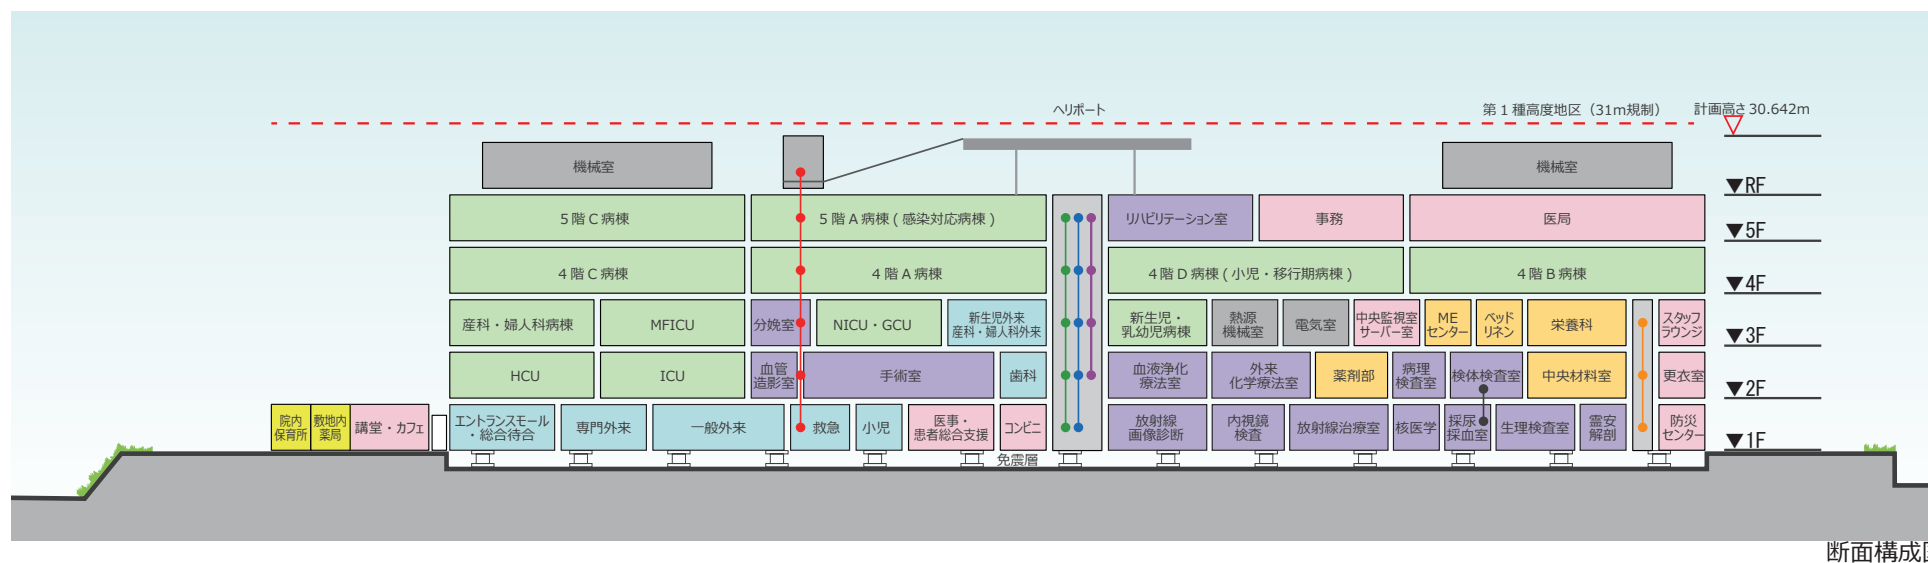 ヘリポート
第１種高度地区（31m規制）
計画高さ30.642m
機械室
機械室
▼RF
５階Ｃ病棟
５階Ａ病棟(感染対応病棟)
リハビリテーション室
事務
医局
▼5F
４階Ｃ病棟
４階Ａ病棟
４階Ｄ病棟(小児・移行期病棟)
４階Ｂ病棟
▼4F
産科・婦人科病棟
MFICU
分娩室
NICU・GCU
新生児外来
産科・婦人科外来
新生児・
乳幼児病棟
熱源
機械室
電気室
中央監視室
サーバー室
ME
センター
ベッド
リネン
栄養科
スタッフ
ラウンジ
▼3F
HCU
ICU
血管
造影室
手術室
歯科
血液浄化
療法室
外来
化学療法室
薬剤部
病理
検査室
検体検査室
中央材料室
更衣室
▼2F
院内
保育所
敷地内
薬局
講堂・カフェ
エントランスモール
・総合待合
専門外来
一般外来
救急
小児
医事・
患者総合支援
コンビニ
放射線
画像診断
内視鏡
検査
放射線治療室
核医学
採尿
採血室
生理検査室
霊安
解剖
防災
センター
▼1F
免震層
断面構成図